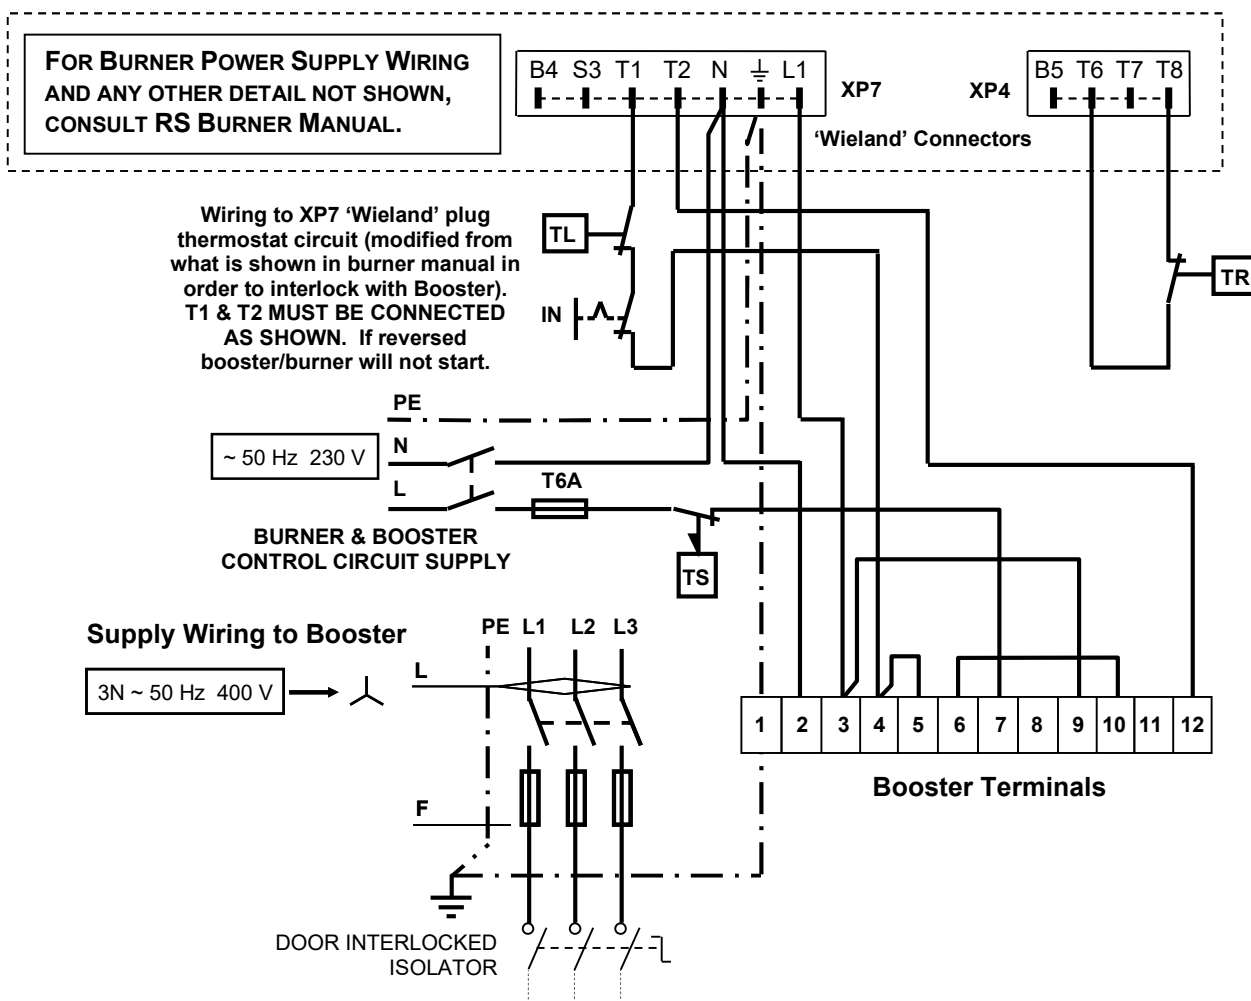 FOR BURNER POWER SUPPLY WIRING
AND ANY OTHER DETAIL NOT SHOWN,
CONSULT RS BURNER MANUAL.
B4 S3 T1 T2 N L1
XP7
XP4
B5 T6 T7 T8
'Wieland' Connectors
Wiring to XP7 'Wieland' plug
thermostat circuit (modified from
what is shown in burner manual in
order to interlock with Booster).
T1 & T2 MUST BE CONNECTED
AS SHOWN. If reversed
booster/burner will not start.
TL
IN
TR
PE
N
~ 50 Hz 230 V
L
T6A
BURNER & BOOSTER
CONTROL CIRCUIT SUPPLY
TS
Supply Wiring to Booster
PE L1 L2 L3
L
3N ~ 50 Hz 400 V
1 2 3 4 5 6 7 8 9 10 11 12
Booster Terminals
F
DOOR INTERLOCKED
ISOLATOR